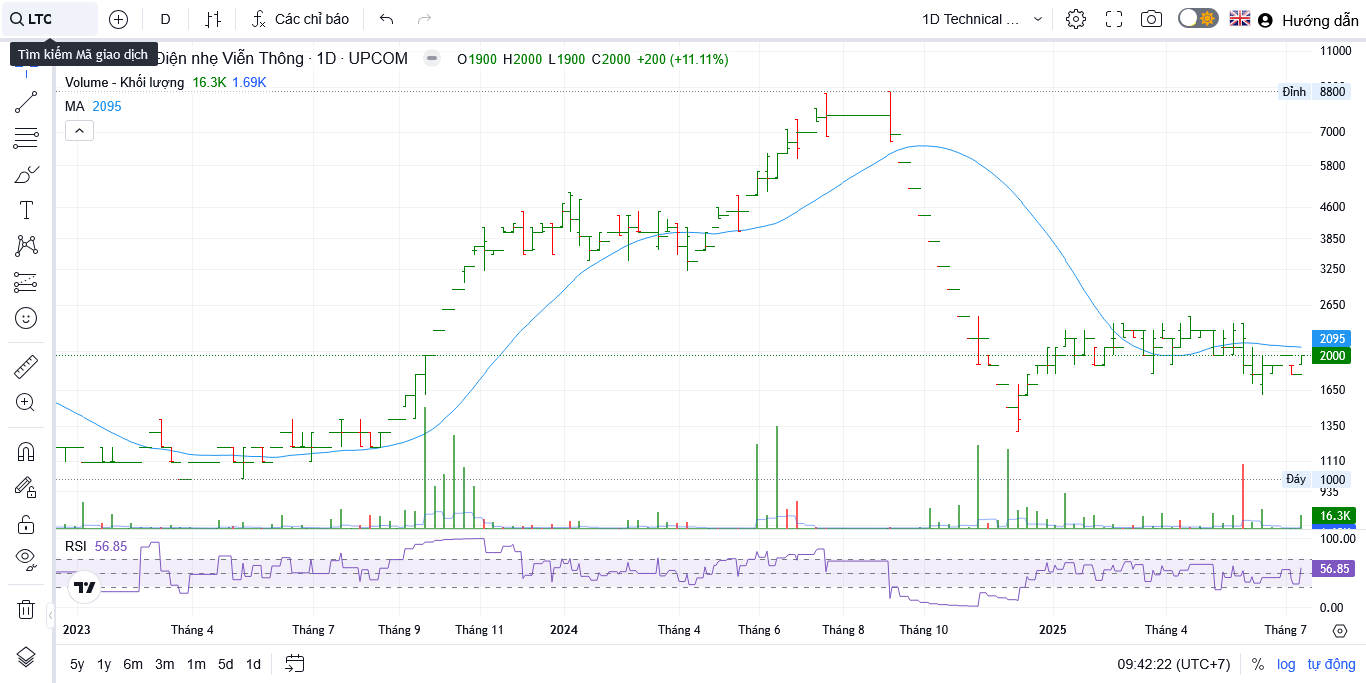 LTC
D
Các chỉ báo
1D Technical ...
Hướng dẫn
Tìm kiếm Mã giao dịch
Điện nhẹ Viễn Thông · 1D · UPCOM
O1900 H2000 L1900 C2000 +200 (+11.11%)
Volume - Khối lượng 16.3K 1.69K
MA 2095
11000
Đỉnh 8800
7000
5800
4600
3850
3250
2650
2095
2000
1650
1350
1110
Đáy 1000
935
16.3K
RSI 56.85
100.00
56.85
0.00
2023 Tháng 4 Tháng 7 Tháng 9 Tháng 11 2024 Tháng 4 Tháng 6 Tháng 8 Tháng 10 2025 Tháng 4 Tháng 7
5y 1y 6m 3m 1m 5d 1d
09:42:22 (UTC+7) % log tự động